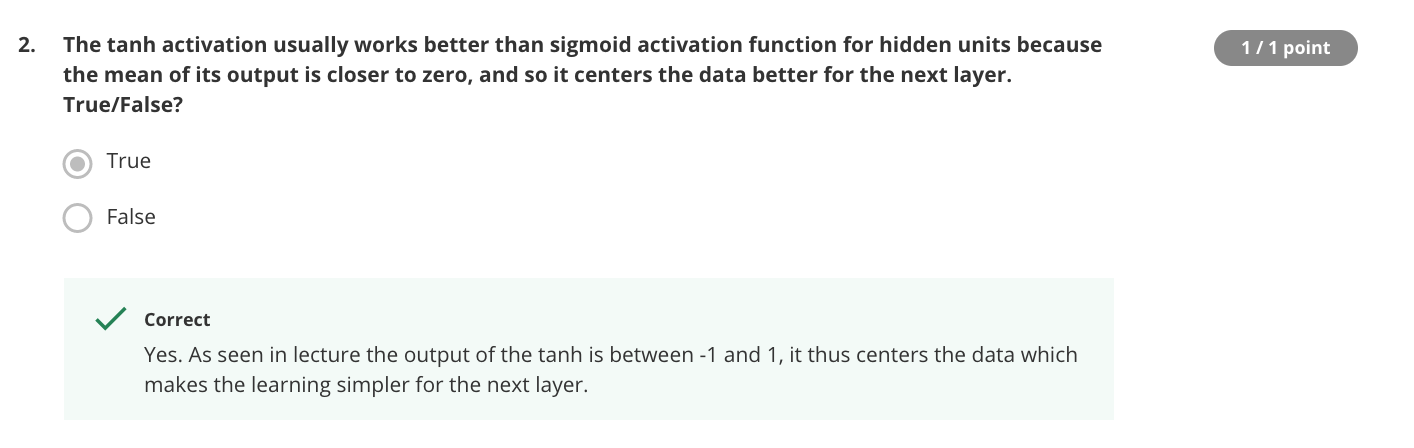 2. The tanh activation usually works better than sigmoid activation function for hidden units because
1 / 1 point
the mean of its output is closer to zero, and so it centers the data better for the next layer.
True/False?
True
False
Correct
Yes. As seen in lecture the output of the tanh is between -1 and 1, it thus centers the data which
makes the learning simpler for the next layer.